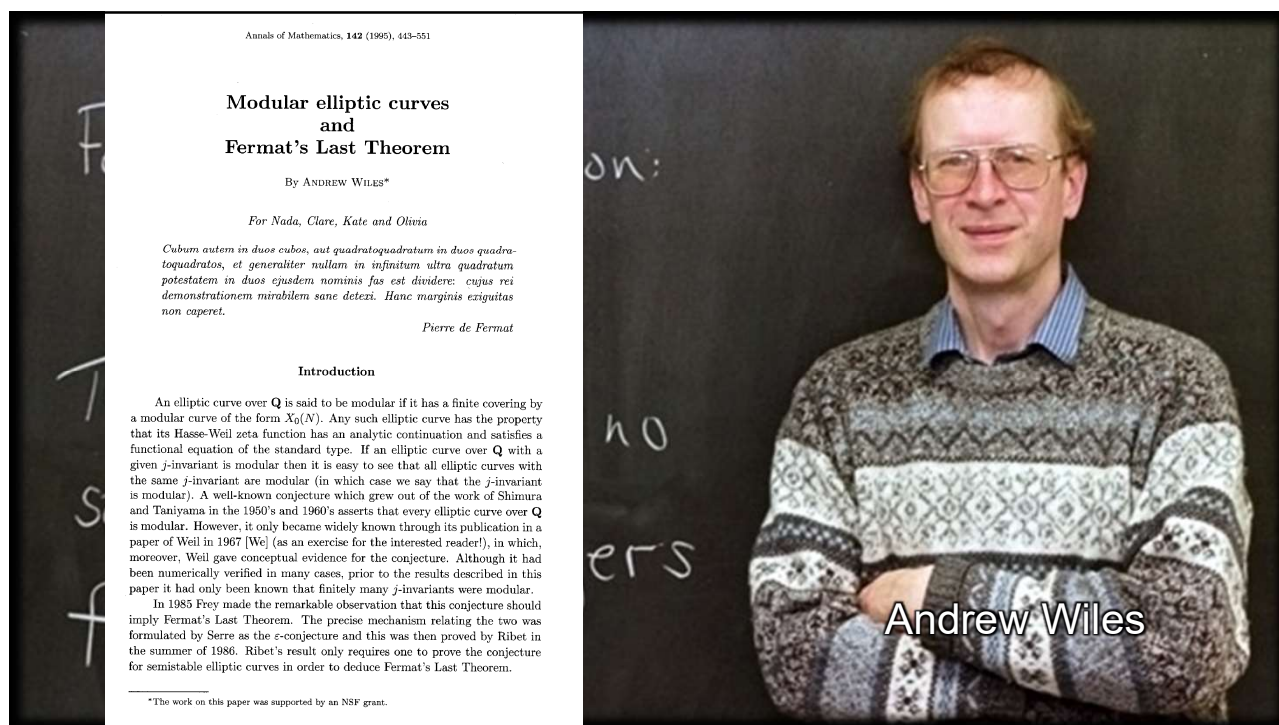 Annals of Mathematics, 142 (1995), 443–551
Modular elliptic curves
and
Fermat's Last Theorem
By ANDREW WILES*
For Nada, Clare, Kate and Olivia
Cubum autem in duos cubos, aut quadratoquadratum in duos quadra-
toquadratos, et generaliter nullam in infinitum ultra quadratum
potestatem in duos ejusdem nominis fas est dividere: cujus rei
demonstrationem mirabilem sane detexi. Hanc marginis exiguitas
non caperet.
Pierre de Fermat
Introduction
An elliptic curve over Q is said to be modular if it has a finite covering by
a modular curve of the form X₀(N). Any such elliptic curve has the property
that its Hasse-Weil zeta function has an analytic continuation and satisfies a
functional equation of the standard type. If an elliptic curve over Q with a
given j-invariant is modular then it is easy to see that all elliptic curves with
the same j-invariant are modular (in which case we say that the j-invariant
is modular). A well-known conjecture which grew out of the work of Shimura
and Taniyama in the 1950's and 1960's asserts that every elliptic curve over Q
is modular. However, it only became widely known through its publication in a
paper of Weil in 1967 [We] (as an exercise for the interested reader!), in which,
moreover, Weil gave conceptual evidence for the conjecture. Although it had
been numerically verified in many cases, prior to the results described in this
paper it had only been known that finitely many j-invariants were modular.
In 1985 Frey made the remarkable observation that this conjecture should
imply Fermat's Last Theorem. The precise mechanism relating the two was
formulated by Serre as the ε-conjecture and this was then proved by Ribet in
the summer of 1986. Ribet's result only requires one to prove the conjecture
for semistable elliptic curves in order to deduce Fermat's Last Theorem.
*The work on this paper was supported by an NSF grant.
on:
no
ers
Andrew Wiles